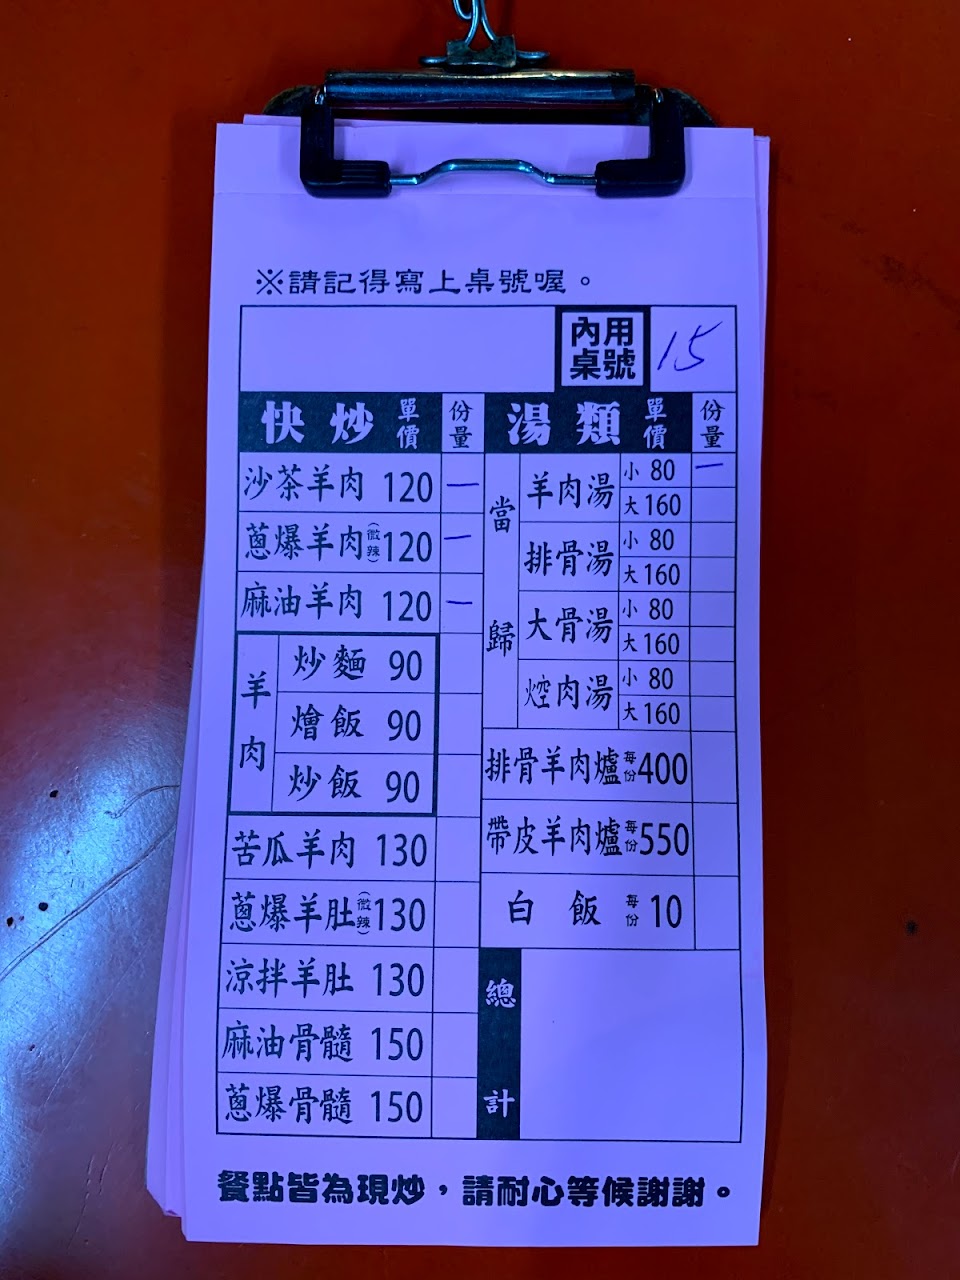 ※請記得寫上桌號喔。
內用桌號 15
快炒 單價 份量
沙茶羊肉 120 一
蔥爆羊肉(微辣) 120 一
麻油羊肉 120 一
羊肉
炒麵 90
燴飯 90
炒飯 90
苦瓜羊肉 130
蔥爆羊肚(微辣) 130
涼拌羊肚 130
麻油骨髓 150
蔥爆骨髓 150
湯類 單價 份量
當歸
羊肉湯 小 80 一
大 160
排骨湯 小 80
大 160
大骨湯 小 80
大 160
焢肉湯 小 80
大 160
排骨羊肉爐 每份 400
帶皮羊肉爐 每份 550
白飯 每份 10
總計
餐點皆為現炒，請耐心等候謝謝。